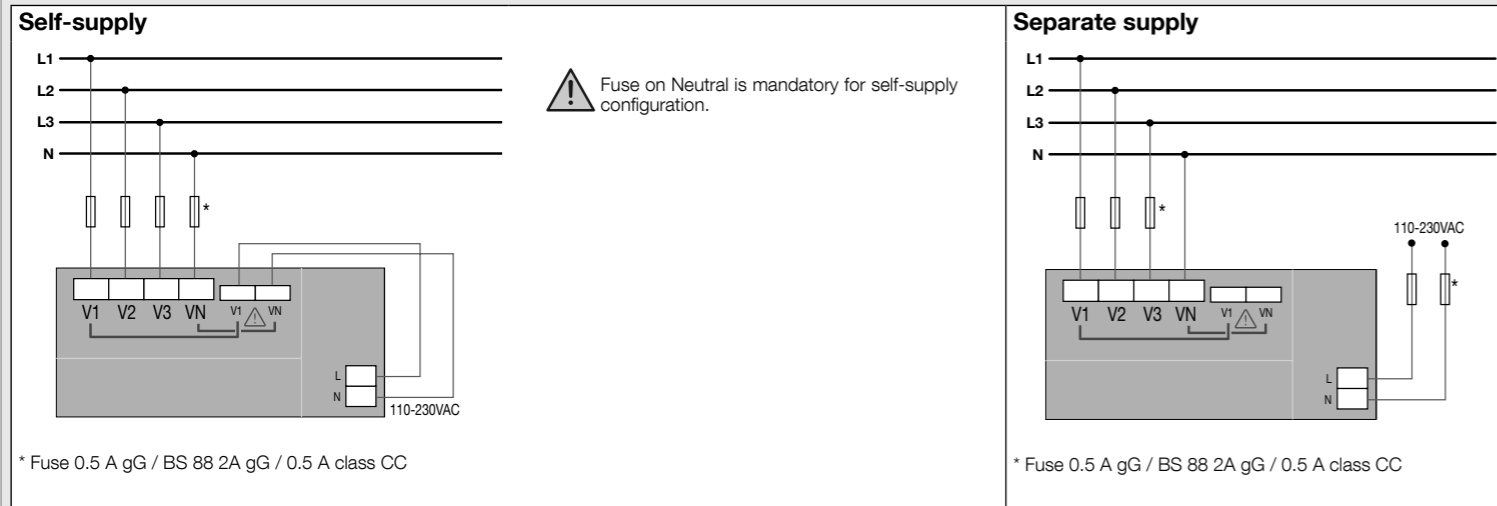 Self-supply
L1
L2
L3
N
*
V1 V2 V3 VN V1 VN
L
N
110-230VAC
* Fuse 0.5 A gG / BS 88 2A gG / 0.5 A class CC
Fuse on Neutral is mandatory for self-supply
configuration.
Separate supply
L1
L2
L3
N
*
110-230VAC
*
V1 V2 V3 VN V1 VN
L
N
* Fuse 0.5 A gG / BS 88 2A gG / 0.5 A class CC